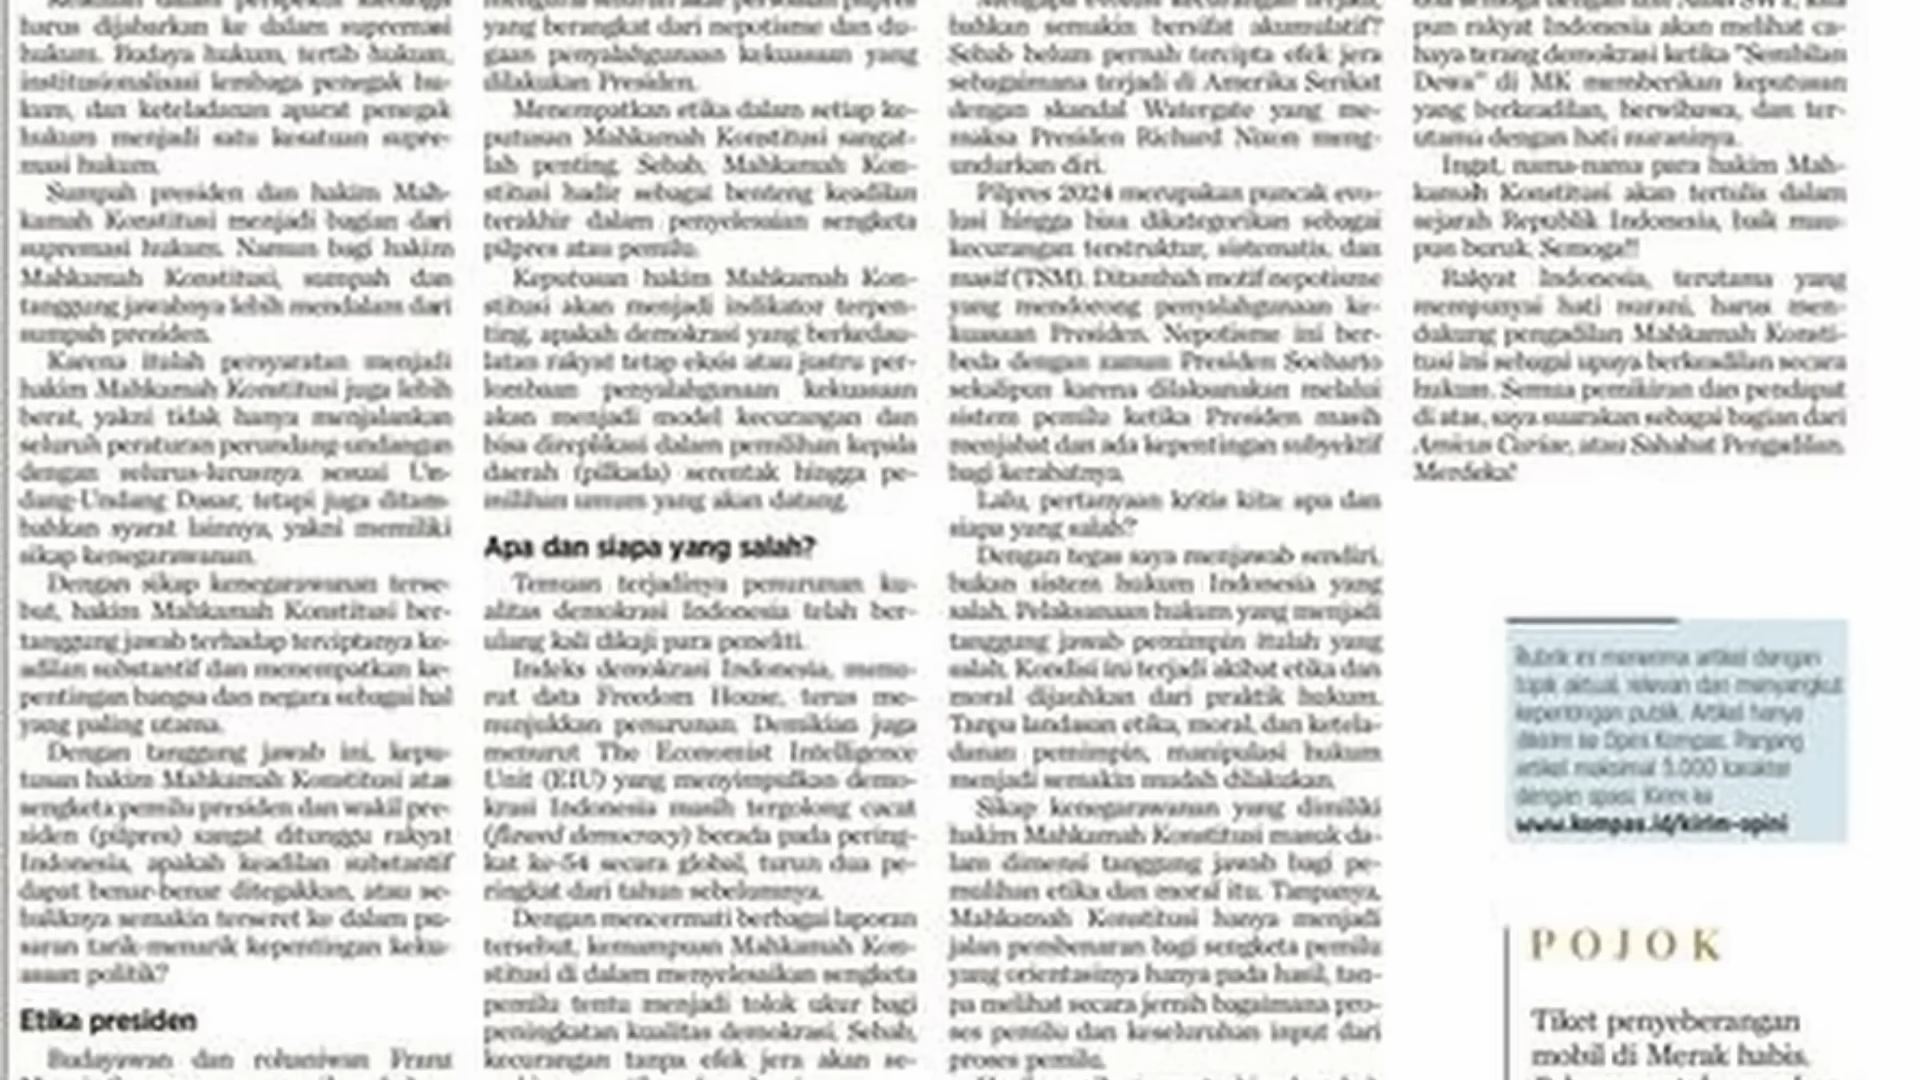 harus dijabarkan ke dalam supremasi
hukum. Budaya hukum, tertib hukum,
institusionalisasi lembaga penegak hu-
kum, dan keteladanan aparat penegak
hukum menjadi satu kesatuan supre-
masi hukum.
Sumpah presiden dan hakim Mah-
kamah Konstitusi menjadi bagian dari
supremasi hukum. Namun bagi hakim
Mahkamah Konstitusi, sumpah dan
tanggung jawabnya lebih mendalam dari
sumpah presiden.
Karena itulah persyaratan menjadi
hakim Mahkamah Konstitusi juga lebih
berat, yakni tidak hanya menjalankan
seluruh peraturan perundang-undangan
dengan selurus-lurusnya sesuai Un-
dang-Undang Dasar, tetapi juga ditam-
bahkan syarat lainnya, yakni memiliki
sikap kenegarawanan.
Dengan sikap kenegarawanan terse-
but, hakim Mahkamah Konstitusi ber-
tanggung jawab terhadap terciptanya ke-
adilan substantif dan menempatkan ke-
pentingan bangsa dan negara sebagai hal
yang paling utama.
Dengan tanggung jawab ini, kepu-
tusan hakim Mahkamah Konstitusi atas
sengketa pemilu presiden dan wakil pre-
siden (pilpres) sangat ditunggu rakyat
Indonesia, apakah keadilan substantif
dapat benar-benar ditegakkan, atau se-
baliknya semakin terseret ke dalam pu-
saran tarik-menarik kepentingan keku-
asaan politik?
Etika presiden
Budayawan dan rohaniwan Franz
yang berangkat dari nepotisme dan du-
gaan penyalahgunaan kekuasaan yang
dilakukan Presiden.
Menempatkan etika dalam setiap ke-
putusan Mahkamah Konstitusi sangat-
lah penting. Sebab, Mahkamah Kon-
stitusi hadir sebagai benteng keadilan
terakhir dalam penyelesaian sengketa
pilpres atau pemilu.
Keputusan hakim Mahkamah Kon-
stitusi akan menjadi indikator terpen-
ting, apakah demokrasi yang berkedau-
latan rakyat tetap eksis atau justru per-
lombaan penyalahgunaan kekuasaan
akan menjadi model kecurangan dan
bisa direplikasi dalam pemilihan kepala
daerah (pilkada) serentak hingga pe-
milihan umum yang akan datang.
Apa dan siapa yang salah?
Temuan terjadinya penurunan ku-
alitas demokrasi Indonesia telah ber-
ulang kali dikaji para peneliti.
Indeks demokrasi Indonesia, menu-
rut data Freedom House, terus me-
nunjukkan penurunan. Demikian juga
menurut The Economist Intelligence
Unit (EIU) yang menyimpulkan demo-
krasi Indonesia masih tergolong cacat
(flawed democracy) berada pada pering-
kat ke-54 secara global, turun dua pe-
ringkat dari tahun sebelumnya.
Dengan mencermati berbagai laporan
tersebut, kemampuan Mahkamah Kon-
stitusi di dalam menyelesaikan sengketa
pemilu tentu menjadi tolok ukur bagi
peningkatan kualitas demokrasi. Sebab,
kecurangan tanpa efek jera akan se-
bahkan semakin bersifat akumulatif?
Sebab belum pernah tercipta efek jera
sebagaimana terjadi di Amerika Serikat
dengan skandal Watergate yang me-
maksa Presiden Richard Nixon meng-
undurkan diri.
Pilpres 2024 merupakan puncak evo-
lusi hingga bisa dikategorikan sebagai
kecurangan terstruktur, sistematis, dan
masif (TSM). Ditambah motif nepotisme
yang mendorong penyalahgunaan ke-
kuasaan Presiden. Nepotisme ini ber-
beda dengan zaman Presiden Soeharto
sekalipun karena dilaksanakan melalui
sistem pemilu ketika Presiden masih
menjabat dan ada kepentingan subyektif
bagi kerabatnya.
Lalu, pertanyaan kritis kita: apa dan
siapa yang salah?
Dengan tegas saya menjawab sendiri,
bukan sistem hukum Indonesia yang
salah. Pelaksanaan hukum yang menjadi
tanggung jawab pemimpin itulah yang
salah. Kondisi ini terjadi akibat etika dan
moral dijauhkan dari praktik hukum.
Tanpa landasan etika, moral, dan ketela-
danan pemimpin, manipulasi hukum
menjadi semakin mudah dilakukan.
Sikap kenegarawanan yang dimiliki
hakim Mahkamah Konstitusi masuk da-
lam dimensi tanggung jawab bagi pe-
mulihan etika dan moral itu. Tanpanya,
Mahkamah Konstitusi hanya menjadi
jalan pembenaran bagi sengketa pemilu
yang orientasinya hanya pada hasil, tan-
pa melihat secara jernih bagaimana pro-
ses pemilu dan keseluruhan input dari
proses pemilu.
pun rakyat Indonesia akan melihat ca-
haya terang demokrasi ketika "Sembilan
Dewa" di MK memberikan keputusan
yang berkeadilan, berwibawa, dan ter-
utama dengan hati nuraninya.
Ingat, nama-nama para hakim Mah-
kamah Konstitusi akan tertulis dalam
sejarah Republik Indonesia, baik mau-
pun buruk. Semoga!!
Rakyat Indonesia, terutama yang
mempunyai hati nurani, harus men-
dukung pengadilan Mahkamah Konsti-
tusi ini sebagai upaya berkeadilan secara
hukum. Semua pemikiran dan pendapat
di atas, saya suarakan sebagai bagian dari
Amicus Curiae, atau Sahabat Pengadilan.
Merdeka!
Rubrik ini menerima artikel dengan
topik aktual, relevan dan menyangkut
kepentingan publik. Artikel hanya
dikirim ke Opini Kompas. Panjang
artikel maksimal 5.000 karakter
dengan spasi. Kirim ke
www.kompas.id/kirim-opini
POJOK
Tiket penyeberangan
mobil di Merak habis.